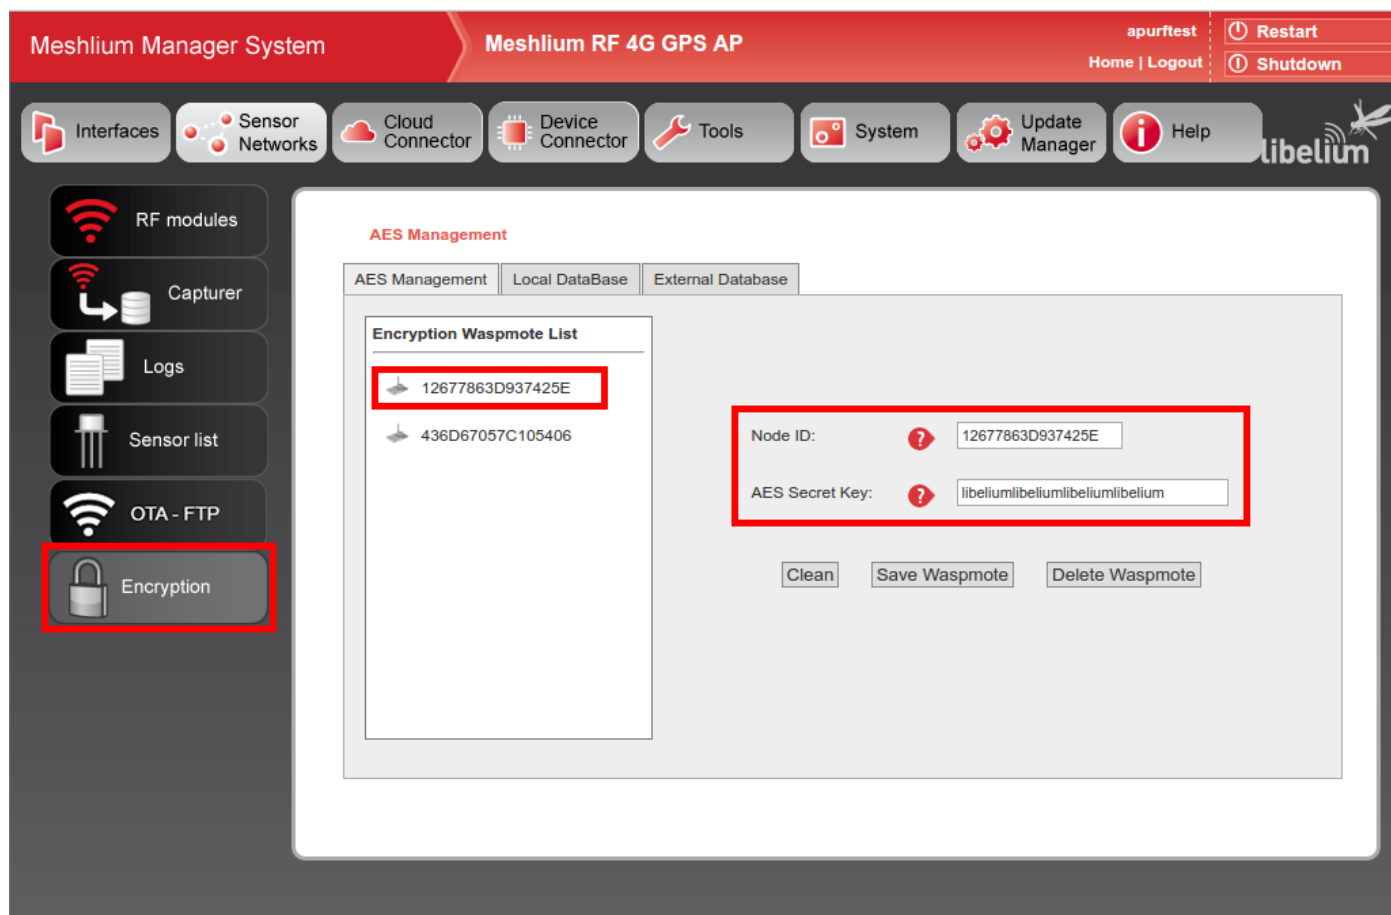 Meshlium Manager System
Meshlium RF 4G GPS AP
apurftest
Home | Logout
Restart
Shutdown
Interfaces
Sensor
Networks
Cloud
Connector
Device
Connector
Tools
System
Update
Manager
Help
libelium
RF modules
Capturer
Logs
Sensor list
OTA - FTP
Encryption
AES Management
AES Management
Local DataBase
External Database
Encryption Waspmote List
12677863D937425E
436D67057C105406
Node ID:
?
12677863D937425E
AES Secret Key:
?
libeliumlibeliumlibeliumlibelium
Clean
Save Waspmote
Delete Waspmote